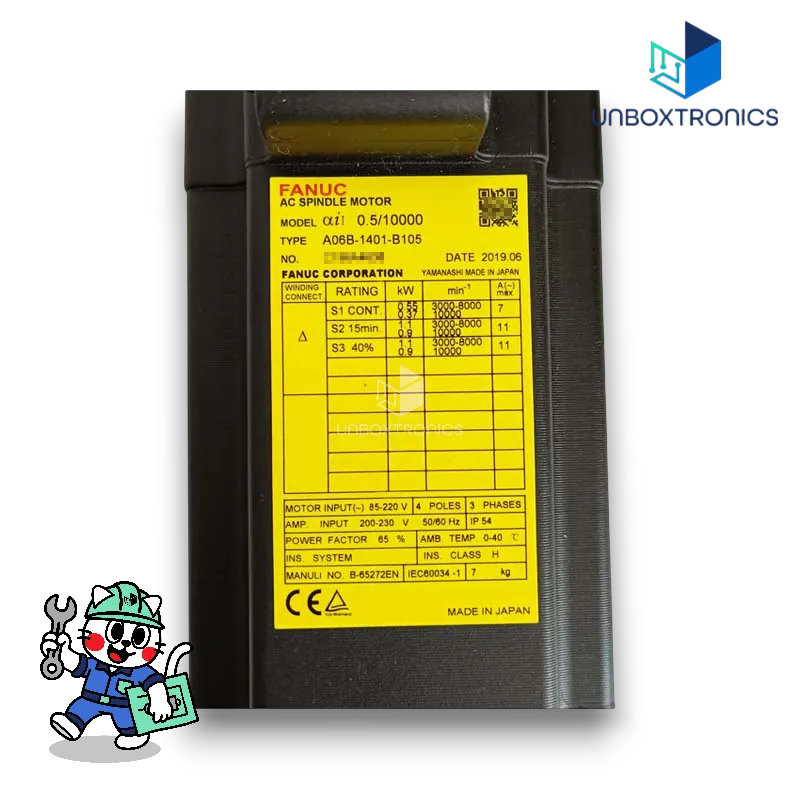 UNBOXTRONICS
FANUC
AC SPINDLE MOTOR
MODEL αiI 0.5/10000
TYPE A06B-1401-B105
NO.
DATE 2019.06
FANUC CORPORATION YAMANASHI MADE IN JAPAN
WINDING CONNECT RATING kW min-1 A(~) max
Δ
S1 CONT. 0.55 0.37 3000-8000 10000 7
S2 15min. 1.1 0.9 3000-8000 10000 11
S3 40% 1.1 0.9 3000-8000 10000 11
UNBOXTRONICS
MOTOR INPUT(~) 85-220 V 4 POLES 3 PHASES
AMP. INPUT 200-230 V 50/60 Hz IP 54
POWER FACTOR 65 % AMB. TEMP. 0-40 ℃
INS SYSTEM INS. CLASS H
MANULI NO. B-65272EN IEC60034 -1 7 kg
CE
MADE IN JAPAN